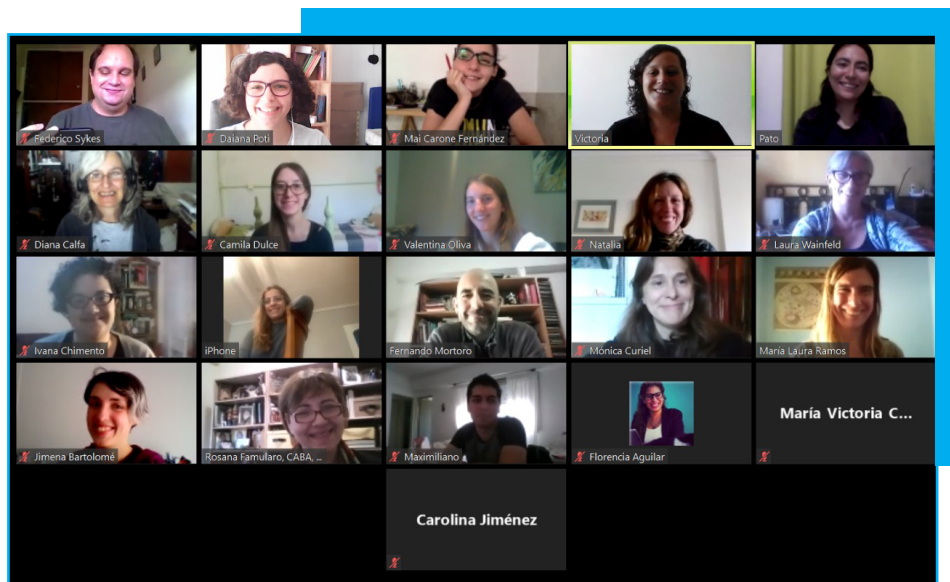 Federico Sykes
Daiana Poti
Mai Carone Fernández
Victoria
Pato
Diana Calfa
Camila Dulce
Valentina Oliva
Natalia
Laura Wainfeld
Ivana Chimento
iPhone
Fernando Mortoro
Mónica Curiel
María Laura Ramos
Jimena Bartolomé
Rosana Famularo, CABA, ...
Maximiliano
Florencia Aguilar
María Victoria C...
Carolina Jiménez